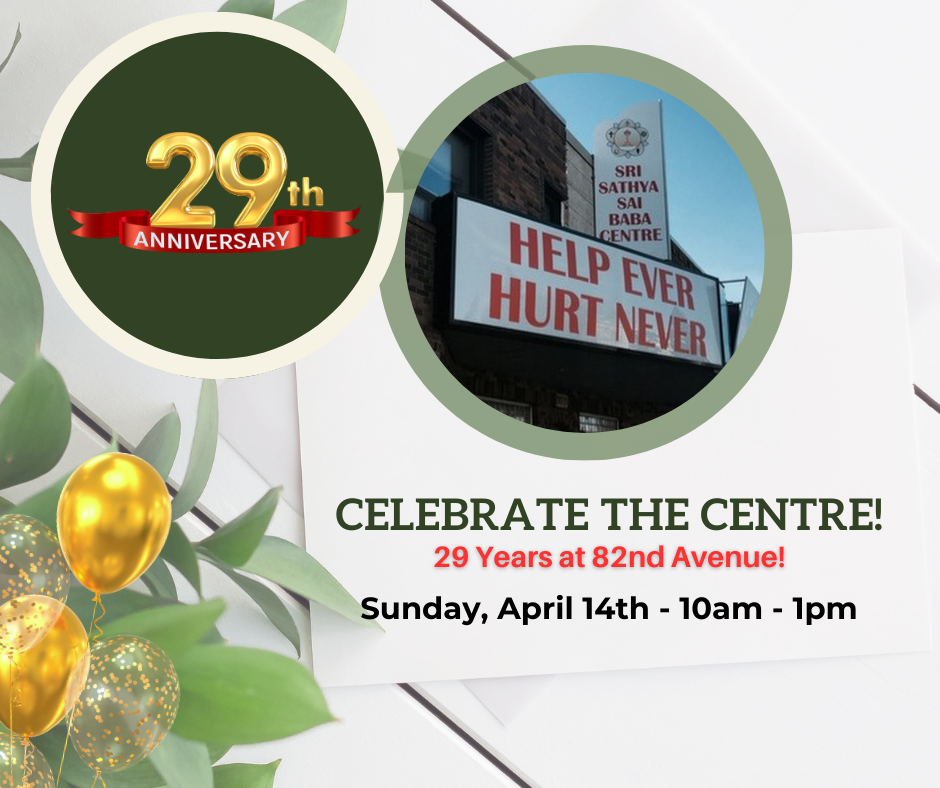 29th
ANNIVERSARY
SRI
SATHYA
SAI
BABA
CENTRE
HELP EVER
HURT NEVER
CELEBRATE THE CENTRE!
29 Years at 82nd Avenue!
Sunday, April 14th - 10am - 1pm